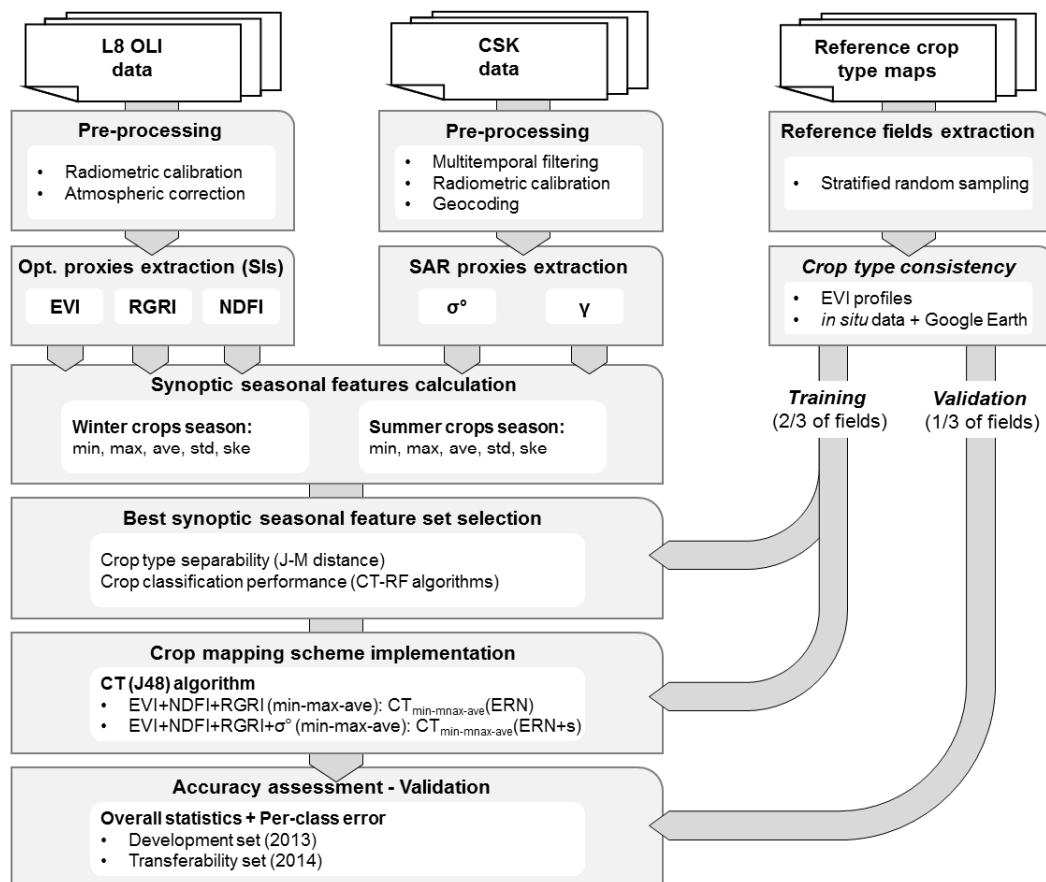 L8 OLI
data
CSK
data
Reference crop
type maps
Pre-processing
• Radiometric calibration
• Atmospheric correction
Pre-processing
• Multitemporal filtering
• Radiometric calibration
• Geocoding
Reference fields extraction
• Stratified random sampling
Opt. proxies extraction (SIs)
EVI RGRI NDFI
SAR proxies extraction
σ° γ
Crop type consistency
• EVI profiles
• in situ data + Google Earth
Synoptic seasonal features calculation
Winter crops season:
min, max, ave, std, ske
Summer crops season:
min, max, ave, std, ske
Training
(2/3 of fields)
Validation
(1/3 of fields)
Best synoptic seasonal feature set selection
Crop type separability (J-M distance)
Crop classification performance (CT-RF algorithms)
Crop mapping scheme implementation
CT (J48) algorithm
• EVI+NDFI+RGRI (min-max-ave): CTmin-mnax-ave(ERN)
• EVI+NDFI+RGRI+σ° (min-max-ave): CTmin-mnax-ave(ERN+s)
Accuracy assessment - Validation
Overall statistics + Per-class error
• Development set (2013)
• Transferability set (2014)